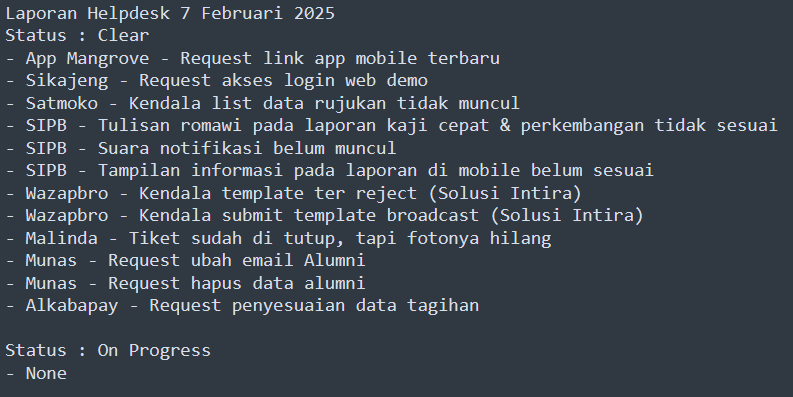 Laporan Helpdesk 7 Februari 2025
Status : Clear
- App Mangrove - Request link app mobile terbaru
- Sikajeng - Request akses login web demo
- Satmoko - Kendala list data rujukan tidak muncul
- SIPB - Tulisan romawi pada laporan kaji cepat & perkembangan tidak sesuai
- SIPB - Suara notifikasi belum muncul
- SIPB - Tampilan informasi pada laporan di mobile belum sesuai
- Wazapbro - Kendala template ter reject (Solusi Intira)
- Wazapbro - Kendala submit template broadcast (Solusi Intira)
- Malinda - Tiket sudah di tutup, tapi fotonya hilang
- Munas - Request ubah email Alumni
- Munas - Request hapus data alumni
- Alkabapay - Request penyesuaian data tagihan

Status : On Progress
- None